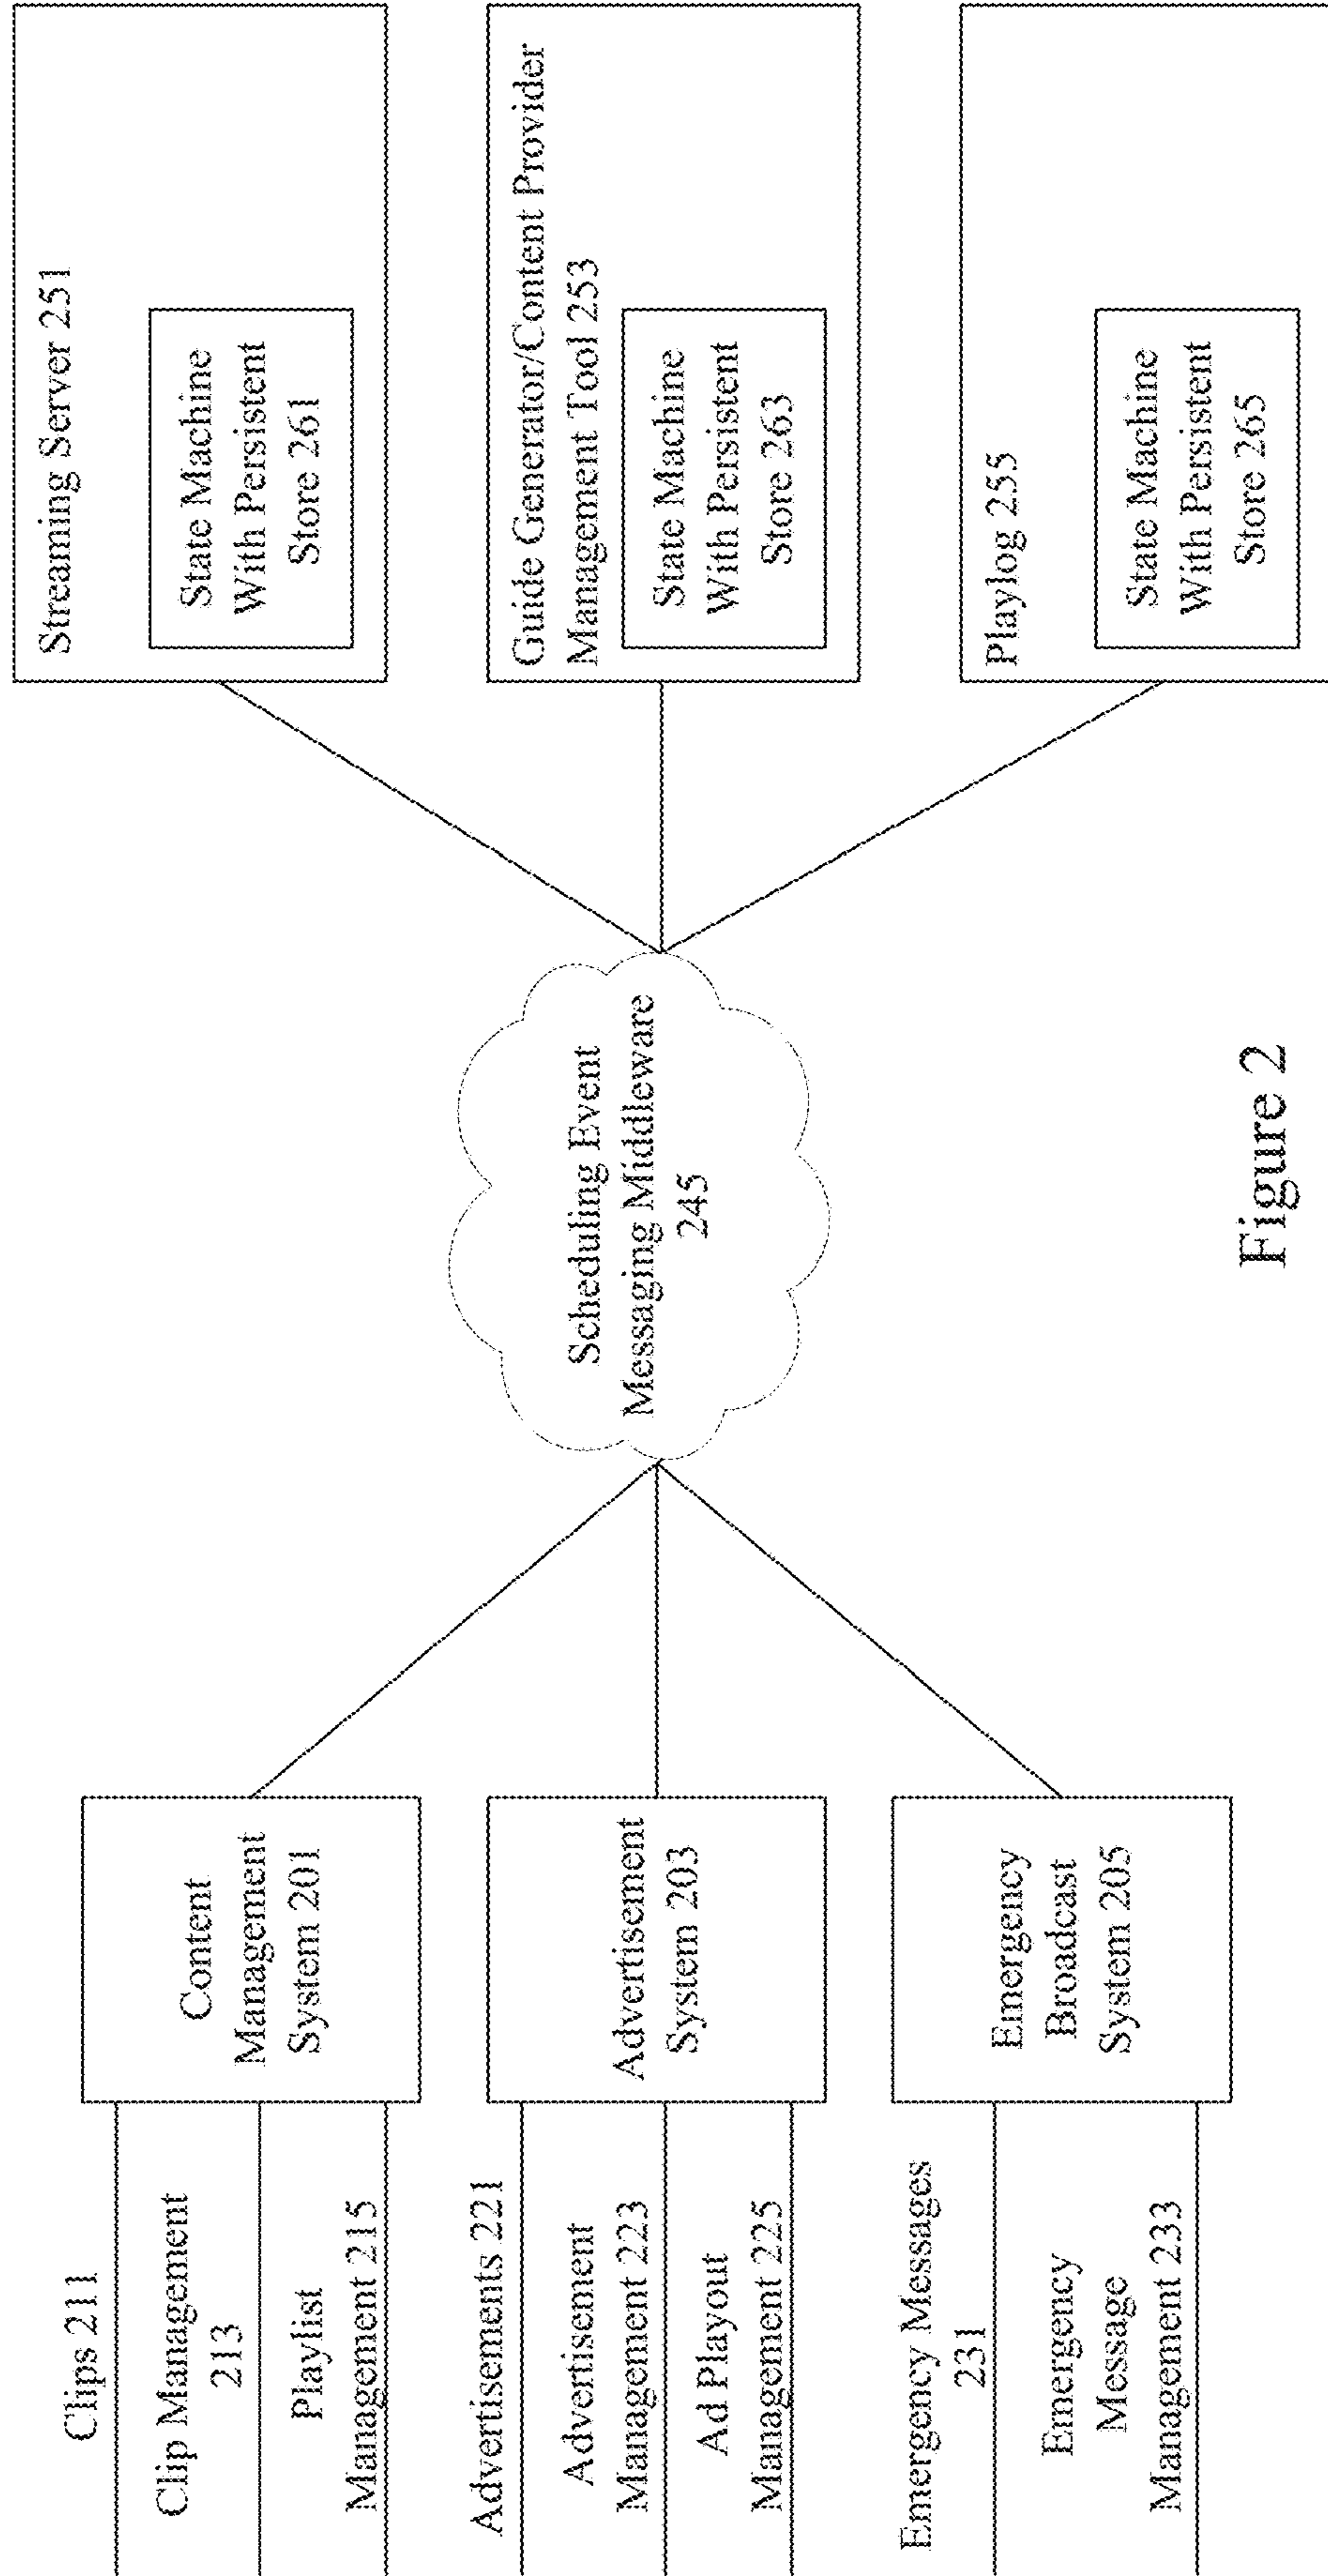 Clips 211
Clip Management
213
Playlist
Management 215
Content
Management
System 201
Advertisements 221
Advertisement
Management 223
Ad Playout
Management 225
Advertisement
System 203
Emergency Messages
231
Emergency
Message
Management 233
Emergency
Broadcast
System 205
Scheduling Event
Messaging Middleware
245
Streaming Server 251
State Machine
With Persistent
Store 261
Guide Generator/Content Provider
Management Tool 253
State Machine
With Persistent
Store 263
Playlog 255
State Machine
With Persistent
Store 265
Figure 2